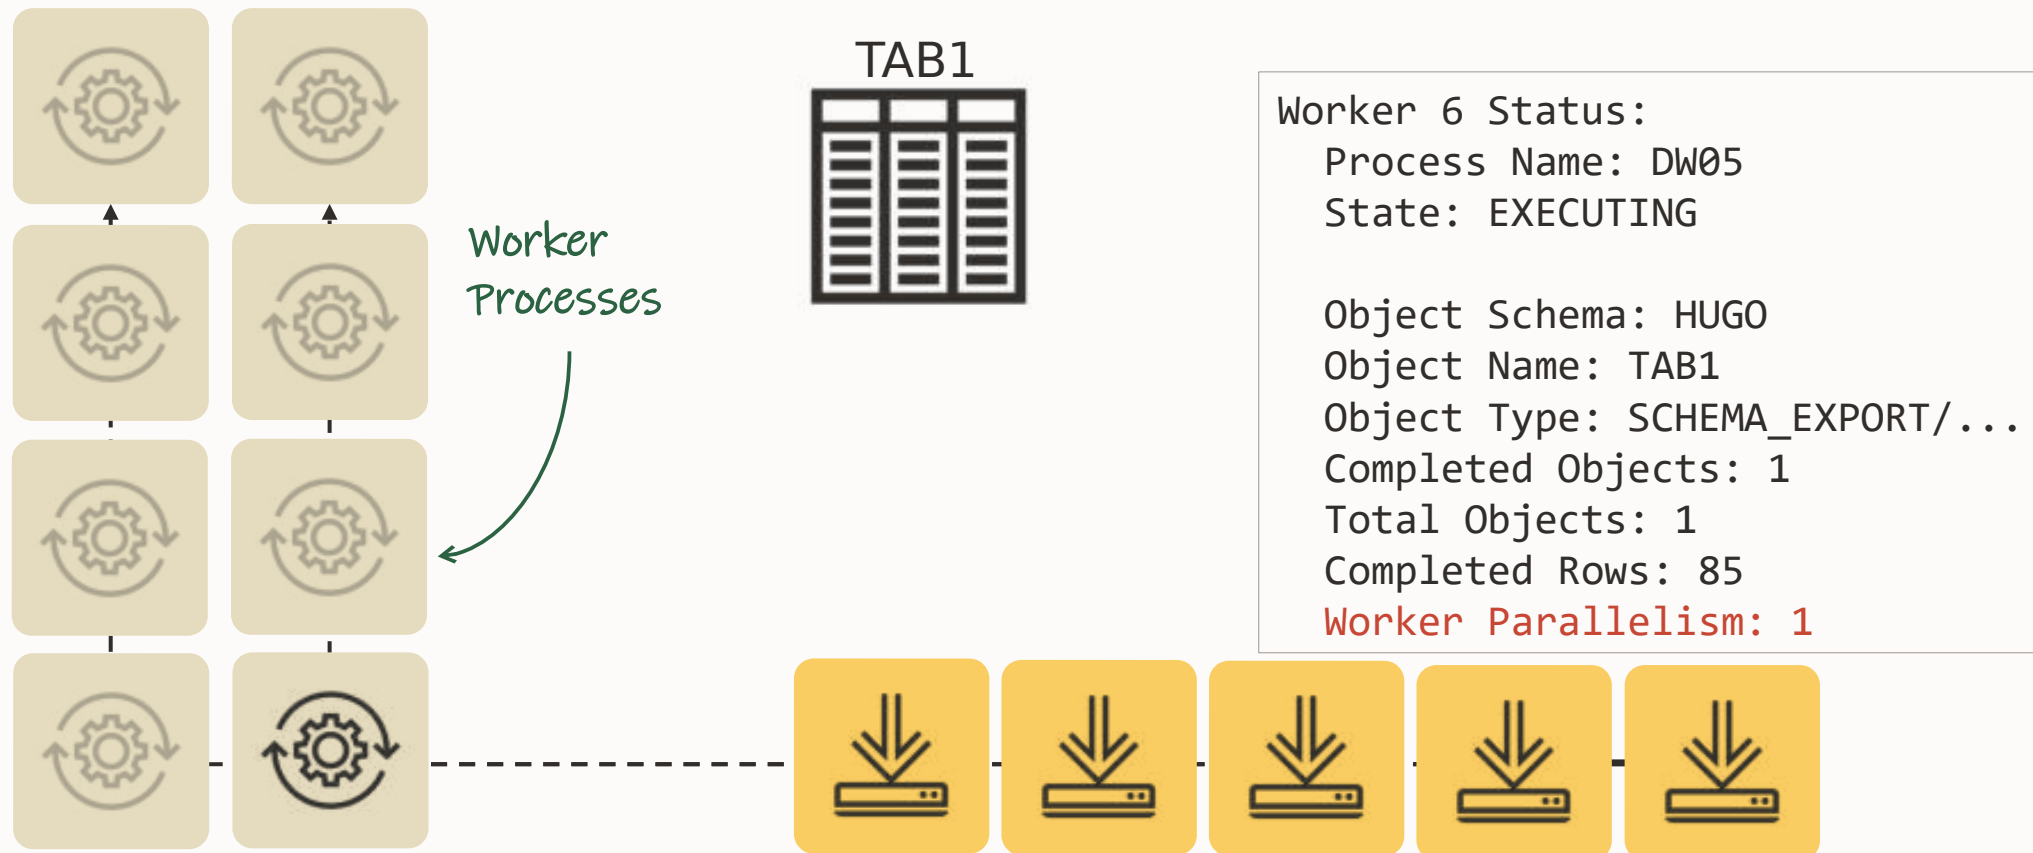 TAB1
Worker
Processes
Worker 6 Status:
Process Name: DW05
State: EXECUTING
Object Schema: HUGO
Object Name: TAB1
Object Type: SCHEMA_EXPORT/...
Completed Objects: 1
Total Objects: 1
Completed Rows: 85
Worker Parallelism: 1